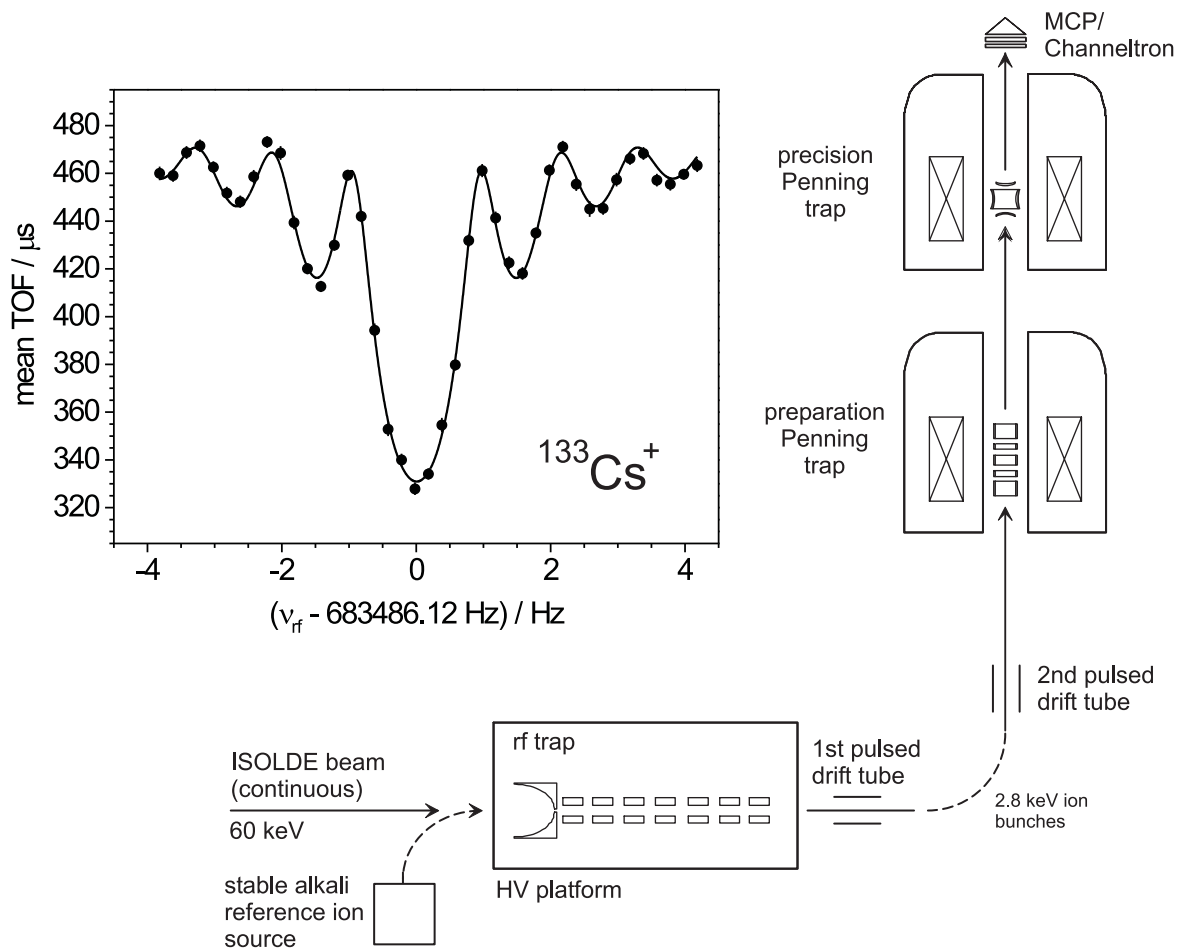 MCP/
Channeltron
precision
Penning
trap
preparation
Penning
trap
2nd pulsed
drift tube
1st pulsed
drift tube
2.8 keV ion
bunches
480
460
440
420
400
380
360
340
320
mean TOF / μs
¹³³Cs⁺
-4
-2
0
2
4
(ν_rf - 683486.12 Hz) / Hz
rf trap
ISOLDE beam
(continuous)
60 keV
HV platform
stable alkali
reference ion
source